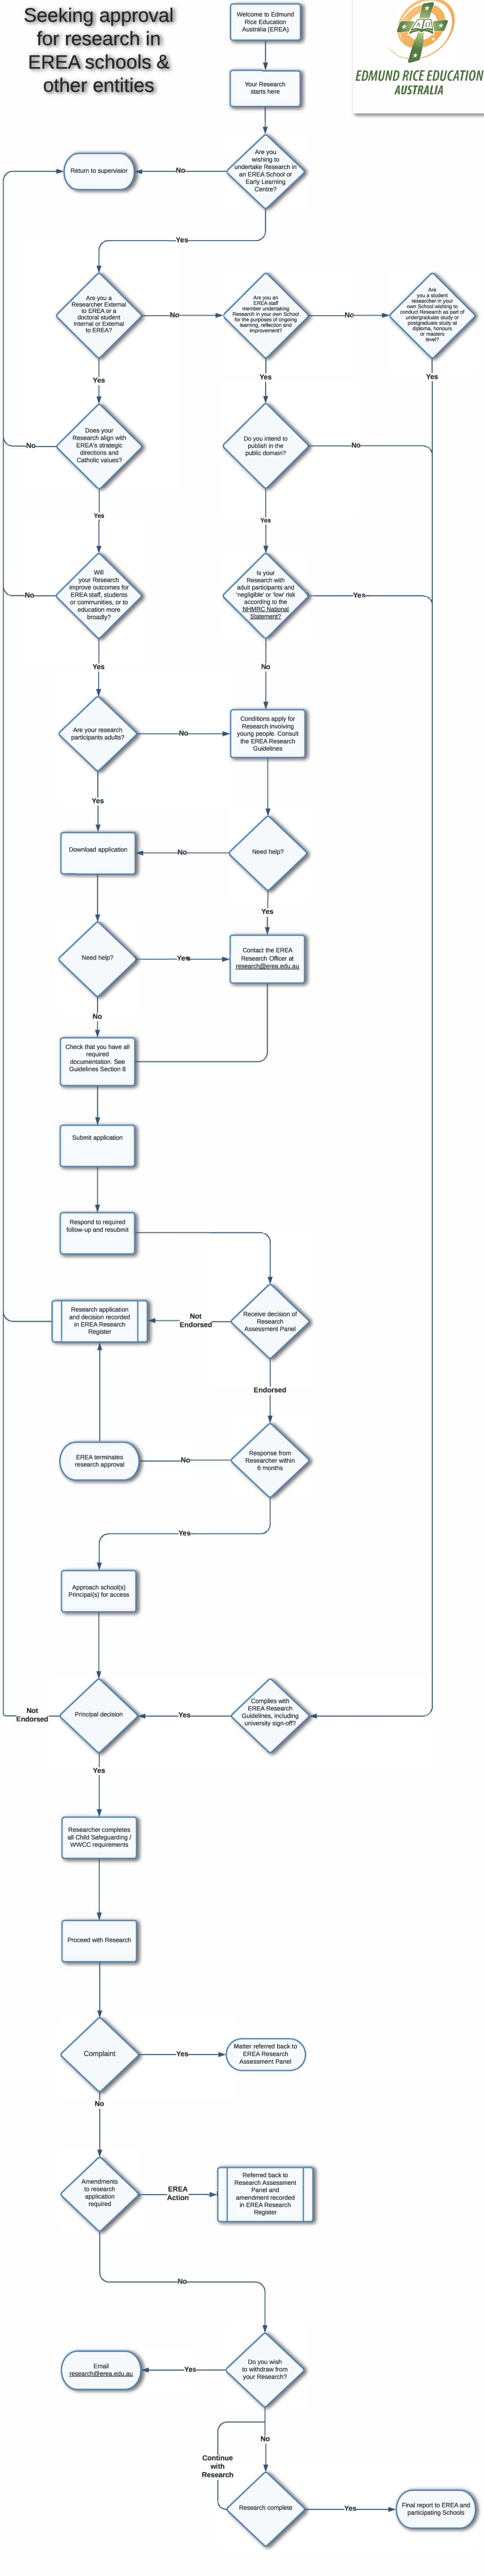 Seeking approval
for research in
EREA schools &
other entities
Welcome to Edmund
Rice Education
Australia (EREA)
A Ω
EDMUND RICE EDUCATION
AUSTRALIA
Your Research
starts here
Are you
wishing to
undertake Research in
an EREA School or
Early Learning
Centre?
No
Return to supervisior
Yes
Are you a
Researcher External
to EREA or a
doctoral student
Internal or External
to EREA?
No
Are you an
EREA staff
member undertaking
Research in your own School
for the purposes of ongoing
learning, reflection and
improvement?
No
Are
you a student
researcher in your
own School wishing to
conduct Research as part of
undergraduate study or
postgraduate study at
diploma, honours
or masters
level?
Yes
Yes
Yes
Does your
Research align with
EREA's strategic
directions and
Catholic values?
No
Do you intend to
publish in the
public domain?
No
Yes
Yes
Will
your Research
improve outcomes for
EREA staff, students
or communities, or to
education more
broadly?
No
Is your
Research with
adult participants and
'negligible' or 'low' risk
according to the
NHMRC National
Statement?
Yes
Yes
No
Are your research
participants adults?
No
Conditions apply for
Research involving
young people. Consult
the EREA Research
Guidelines
Yes
Download application
No
Need help?
Yes
Need help?
Yes
Contact the EREA
Research Officer at
research@erea.edu.au
No
Check that you have all
required
documentation. See
Guidelines Section 8
Submit application
Respond to required
follow-up and resubmit
Research application
and decision recorded
in EREA Research
Register
Not
Endorsed
Receive decision of
Research
Assessment Panel
Endorsed
EREA terminates
research approval
No
Response from
Researcher within
6 months
Yes
Approach school(s)
Principal(s) for access
Not
Endorsed
Principal decision
Yes
Complies with
EREA Research
Guidelines, including
university sign-off?
Yes
Researcher completes
all Child Safeguarding /
WWCC requirements
Proceed with Research
Complaint
Yes
Matter referred back to
EREA Research
Assessment Panel
No
Amendments
to research
application
required
EREA
Action
Referred back to
Research Assessment
Panel and
amendment recorded
in EREA Research
Register
No
Email
research@erea.edu.au
Yes
Do you wish
to withdraw from
your Research?
No
Continue
with
Research
Research complete
Yes
Final report to EREA and
participating Schools